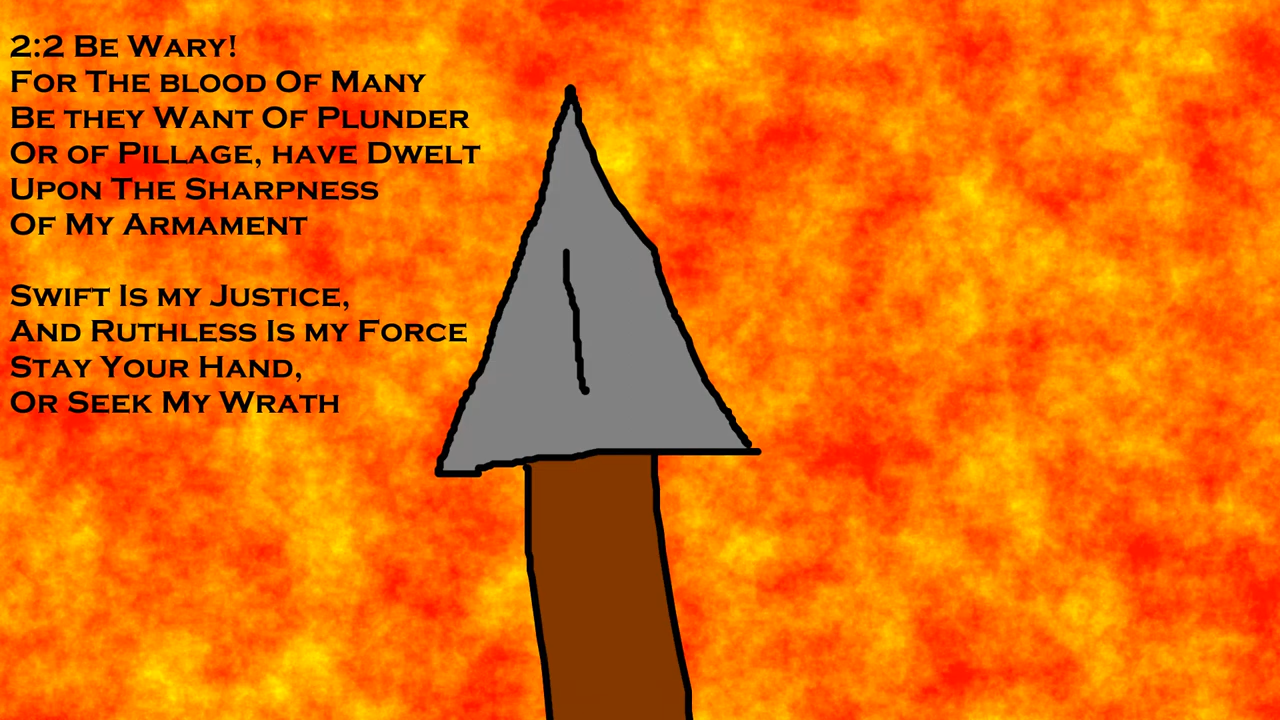 2:2 Be Wary!
For The blood Of Many
Be they Want Of Plunder
Or of Pillage, have Dwelt
Upon The Sharpness
Of My Armament
Swift Is my Justice,
And Ruthless Is my Force
Stay Your Hand,
Or Seek My Wrath